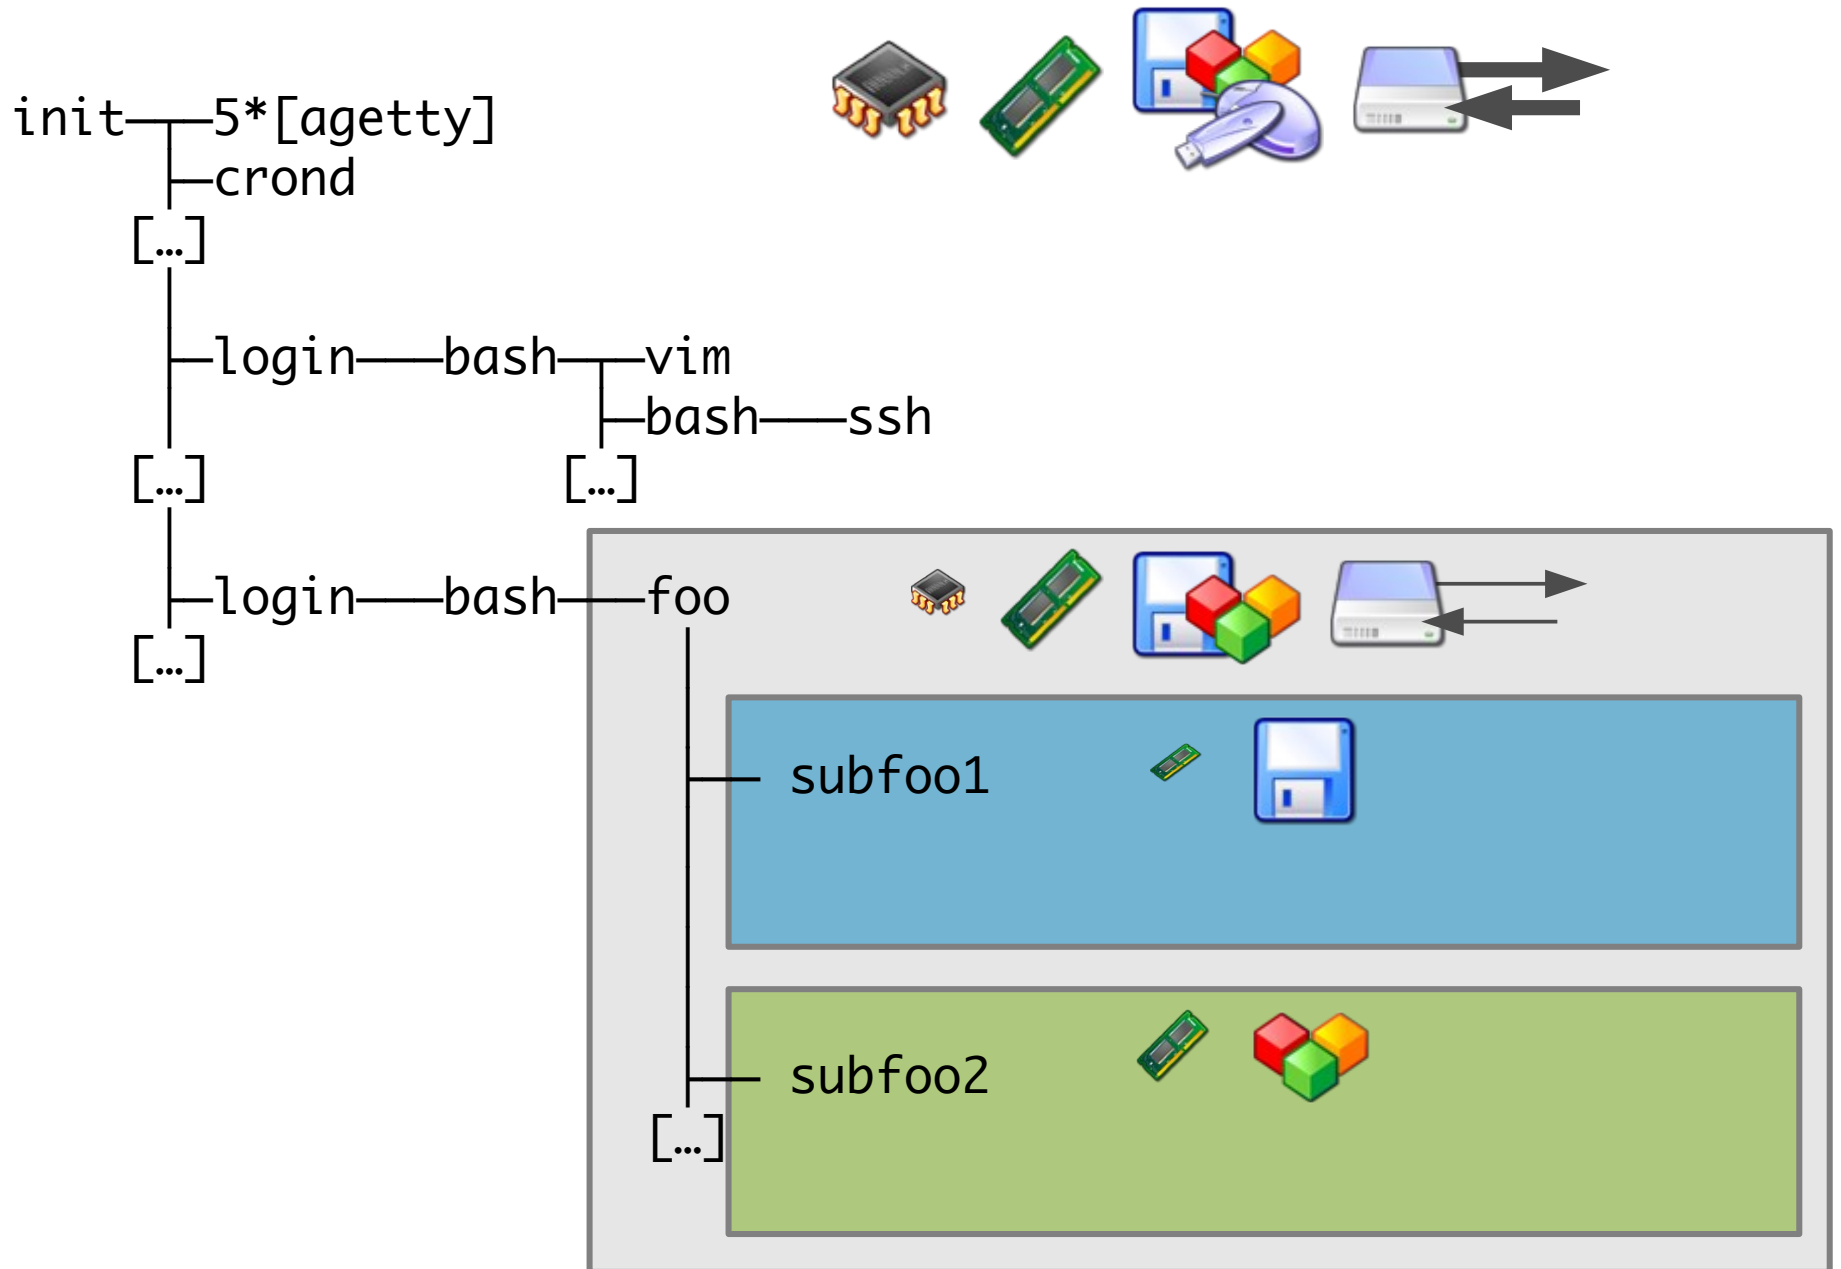 init 5*[agetty]
crond
[…]
login bash vim
bash ssh
[…] […]
login bash foo
[…]
subfoo1
subfoo2
[…]